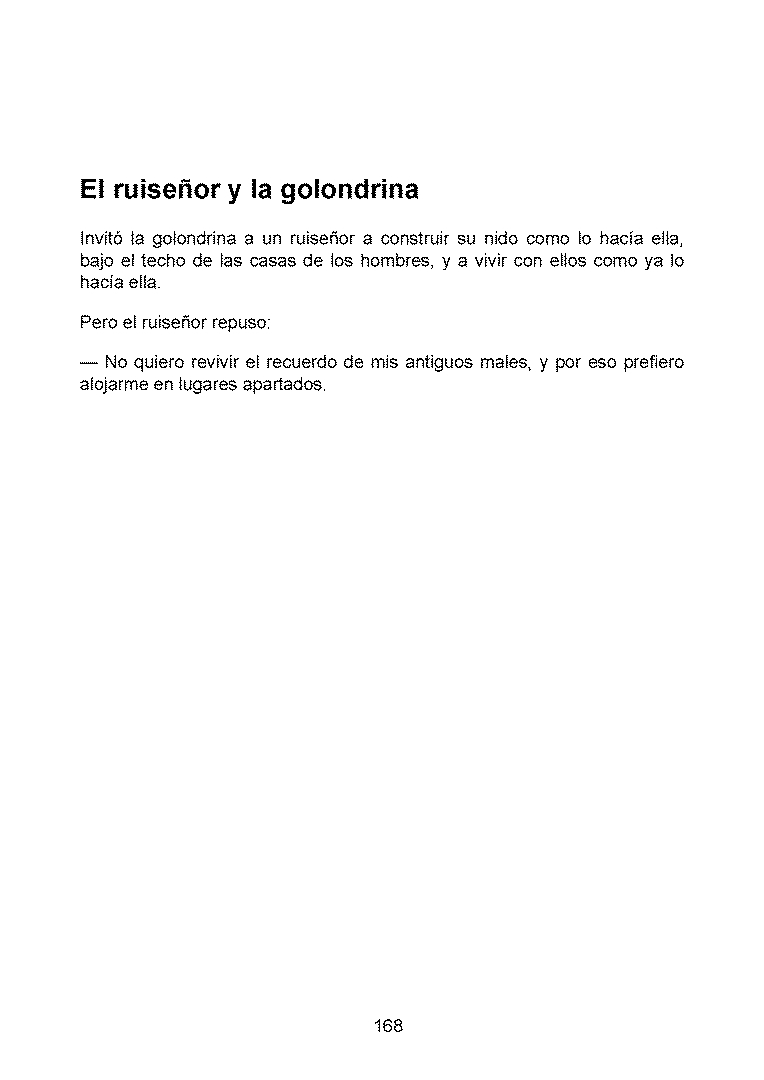 El ruiseñor y la golondrina
Invitó la golondrina a un ruiseñor a construir su nido como lo hacía ella,
bajo el techo de las casas de los hombres, y a vivir con ellos como ya lo
hacía ella.
Pero el ruiseñor repuso:
— No quiero revivir el recuerdo de mis antiguos males, y por eso prefiero
alojarme en lugares apartados.
168